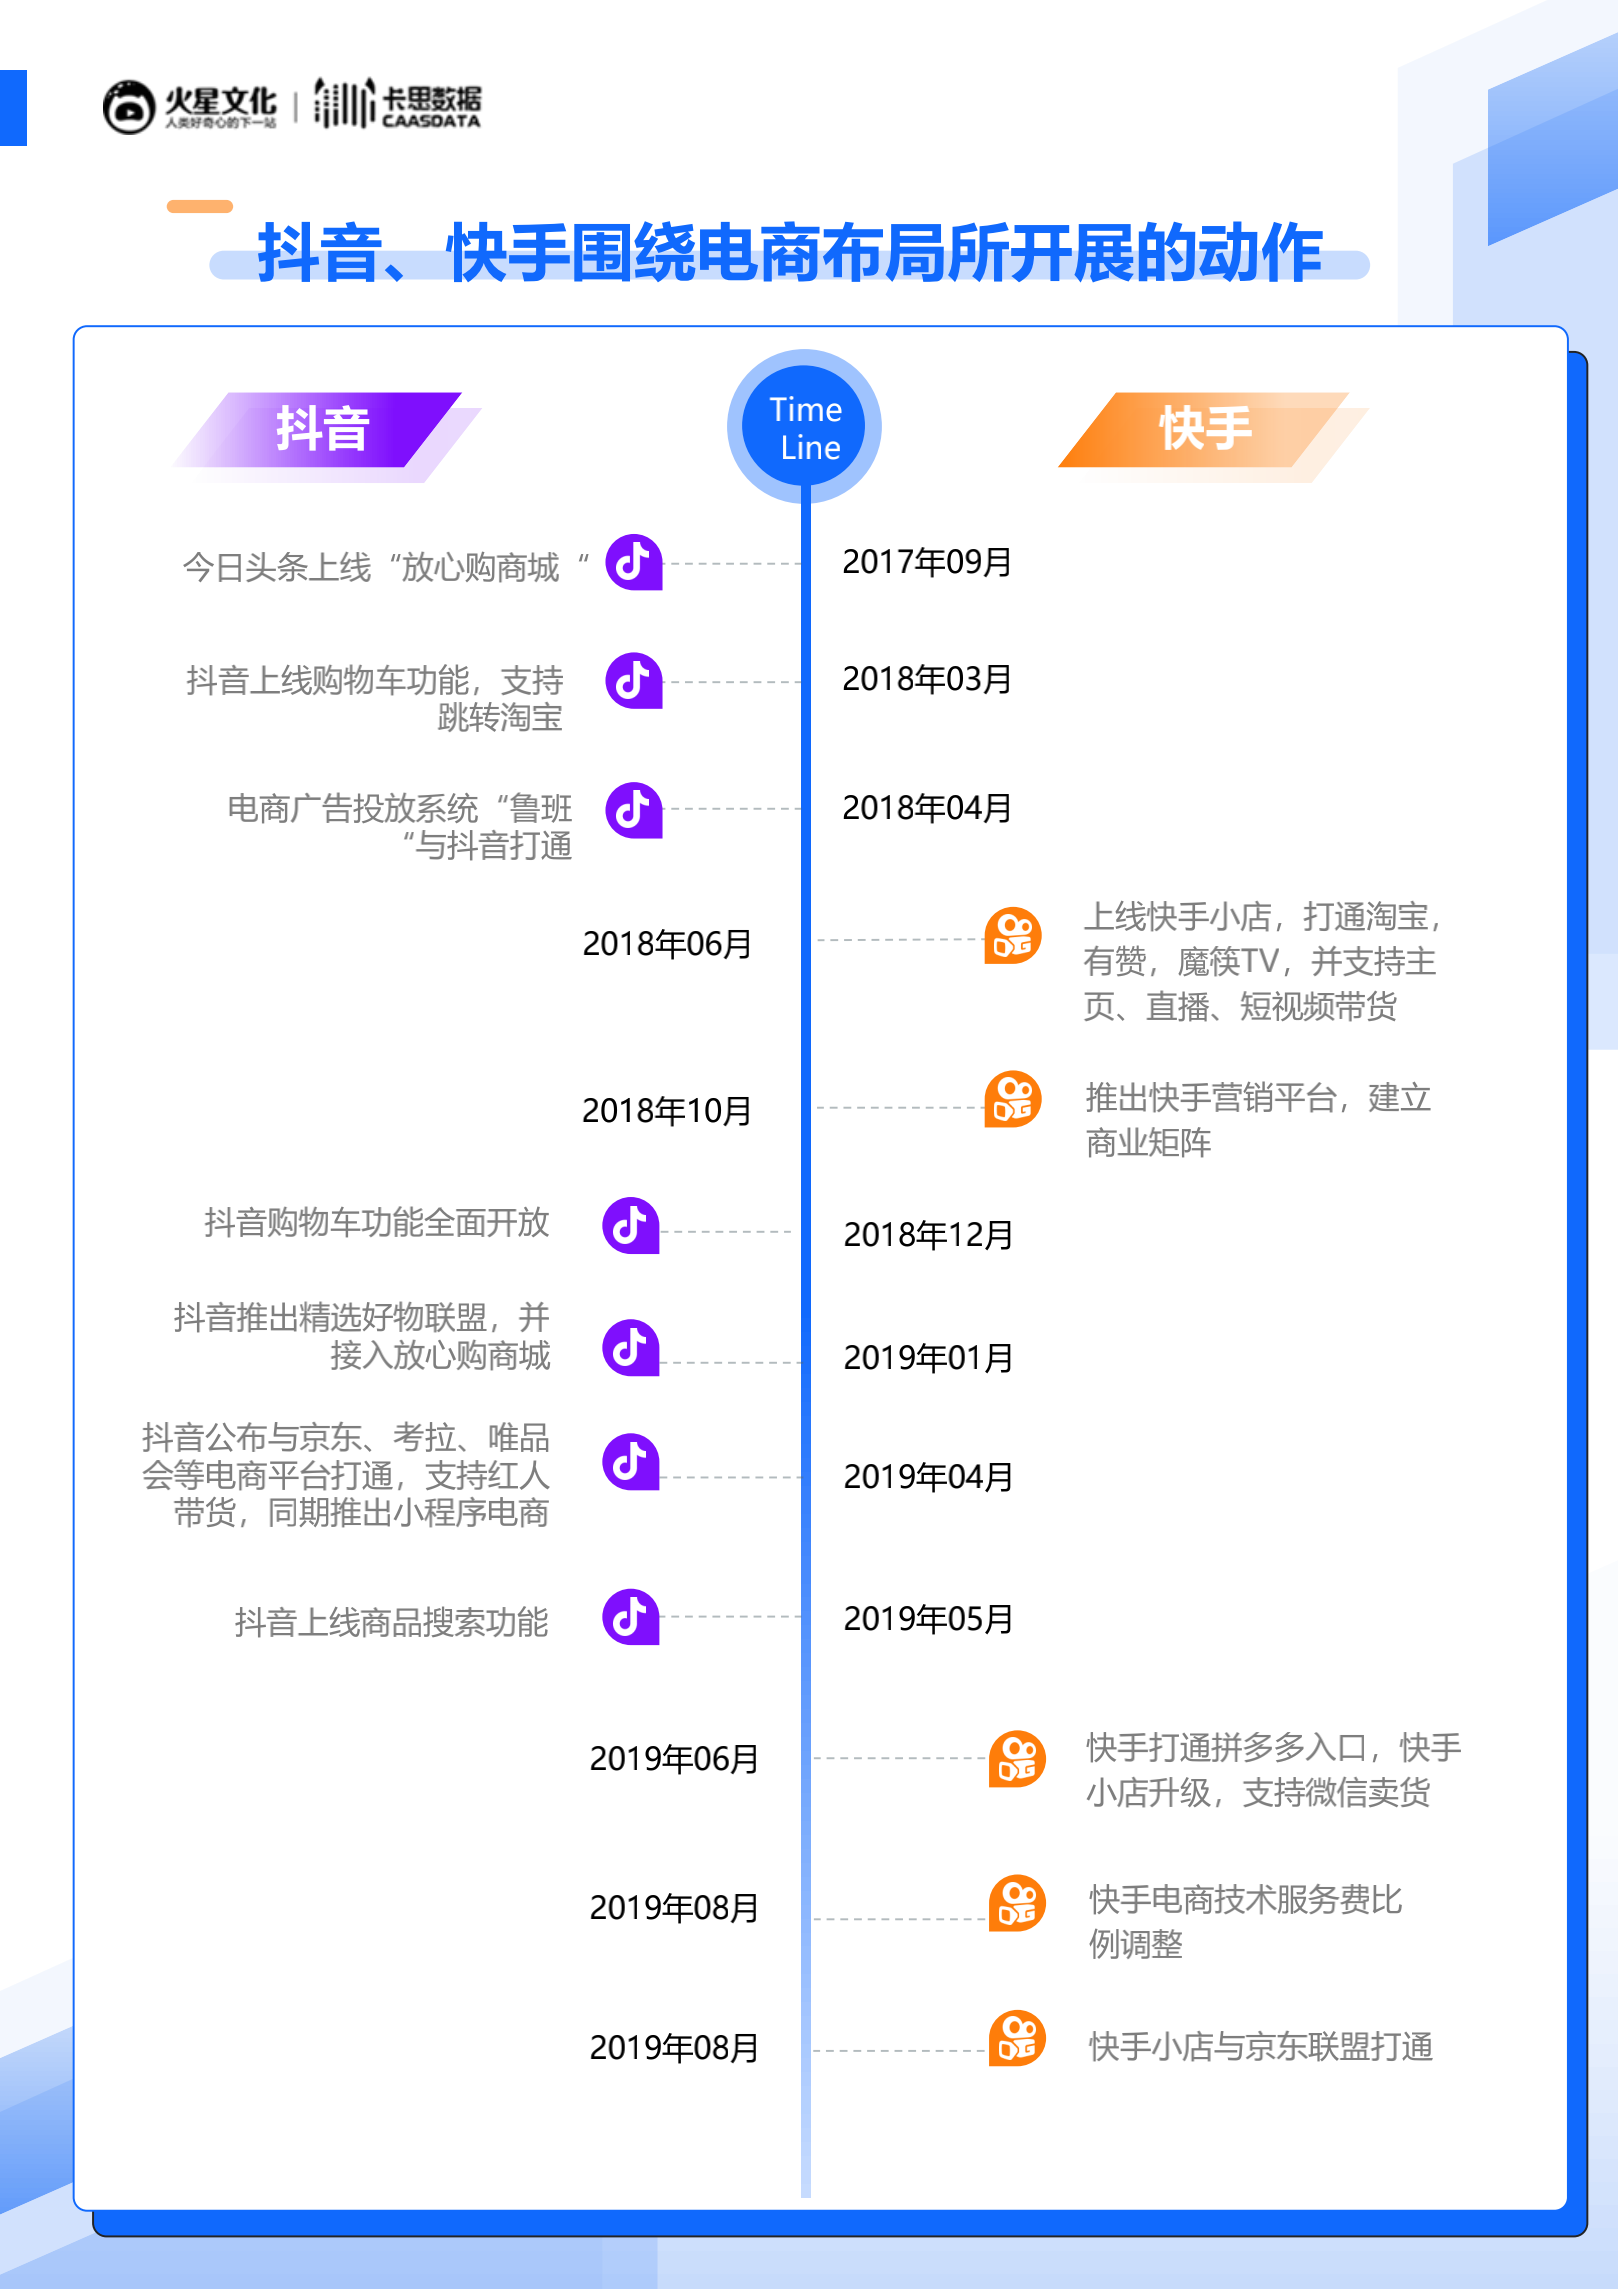 火星文化
人类好奇心的下一站
卡思数据
CAASDATA
抖音、快手围绕电商布局所开展的动作
抖音
Time
Line
快手
今日头条上线“放心购商城“
2017年09月
抖音上线购物车功能，支持
跳转淘宝
2018年03月
电商广告投放系统“鲁班
“与抖音打通
2018年04月
2018年06月
上线快手小店，打通淘宝，
有赞，魔筷TV，并支持主
页、直播、短视频带货
2018年10月
推出快手营销平台，建立
商业矩阵
抖音购物车功能全面开放
2018年12月
抖音推出精选好物联盟，并
接入放心购商城
2019年01月
抖音公布与京东、考拉、唯品
会等电商平台打通，支持红人
带货，同期推出小程序电商
2019年04月
抖音上线商品搜索功能
2019年05月
2019年06月
快手打通拼多多入口，快手
小店升级，支持微信卖货
2019年08月
快手电商技术服务费比
例调整
2019年08月
快手小店与京东联盟打通